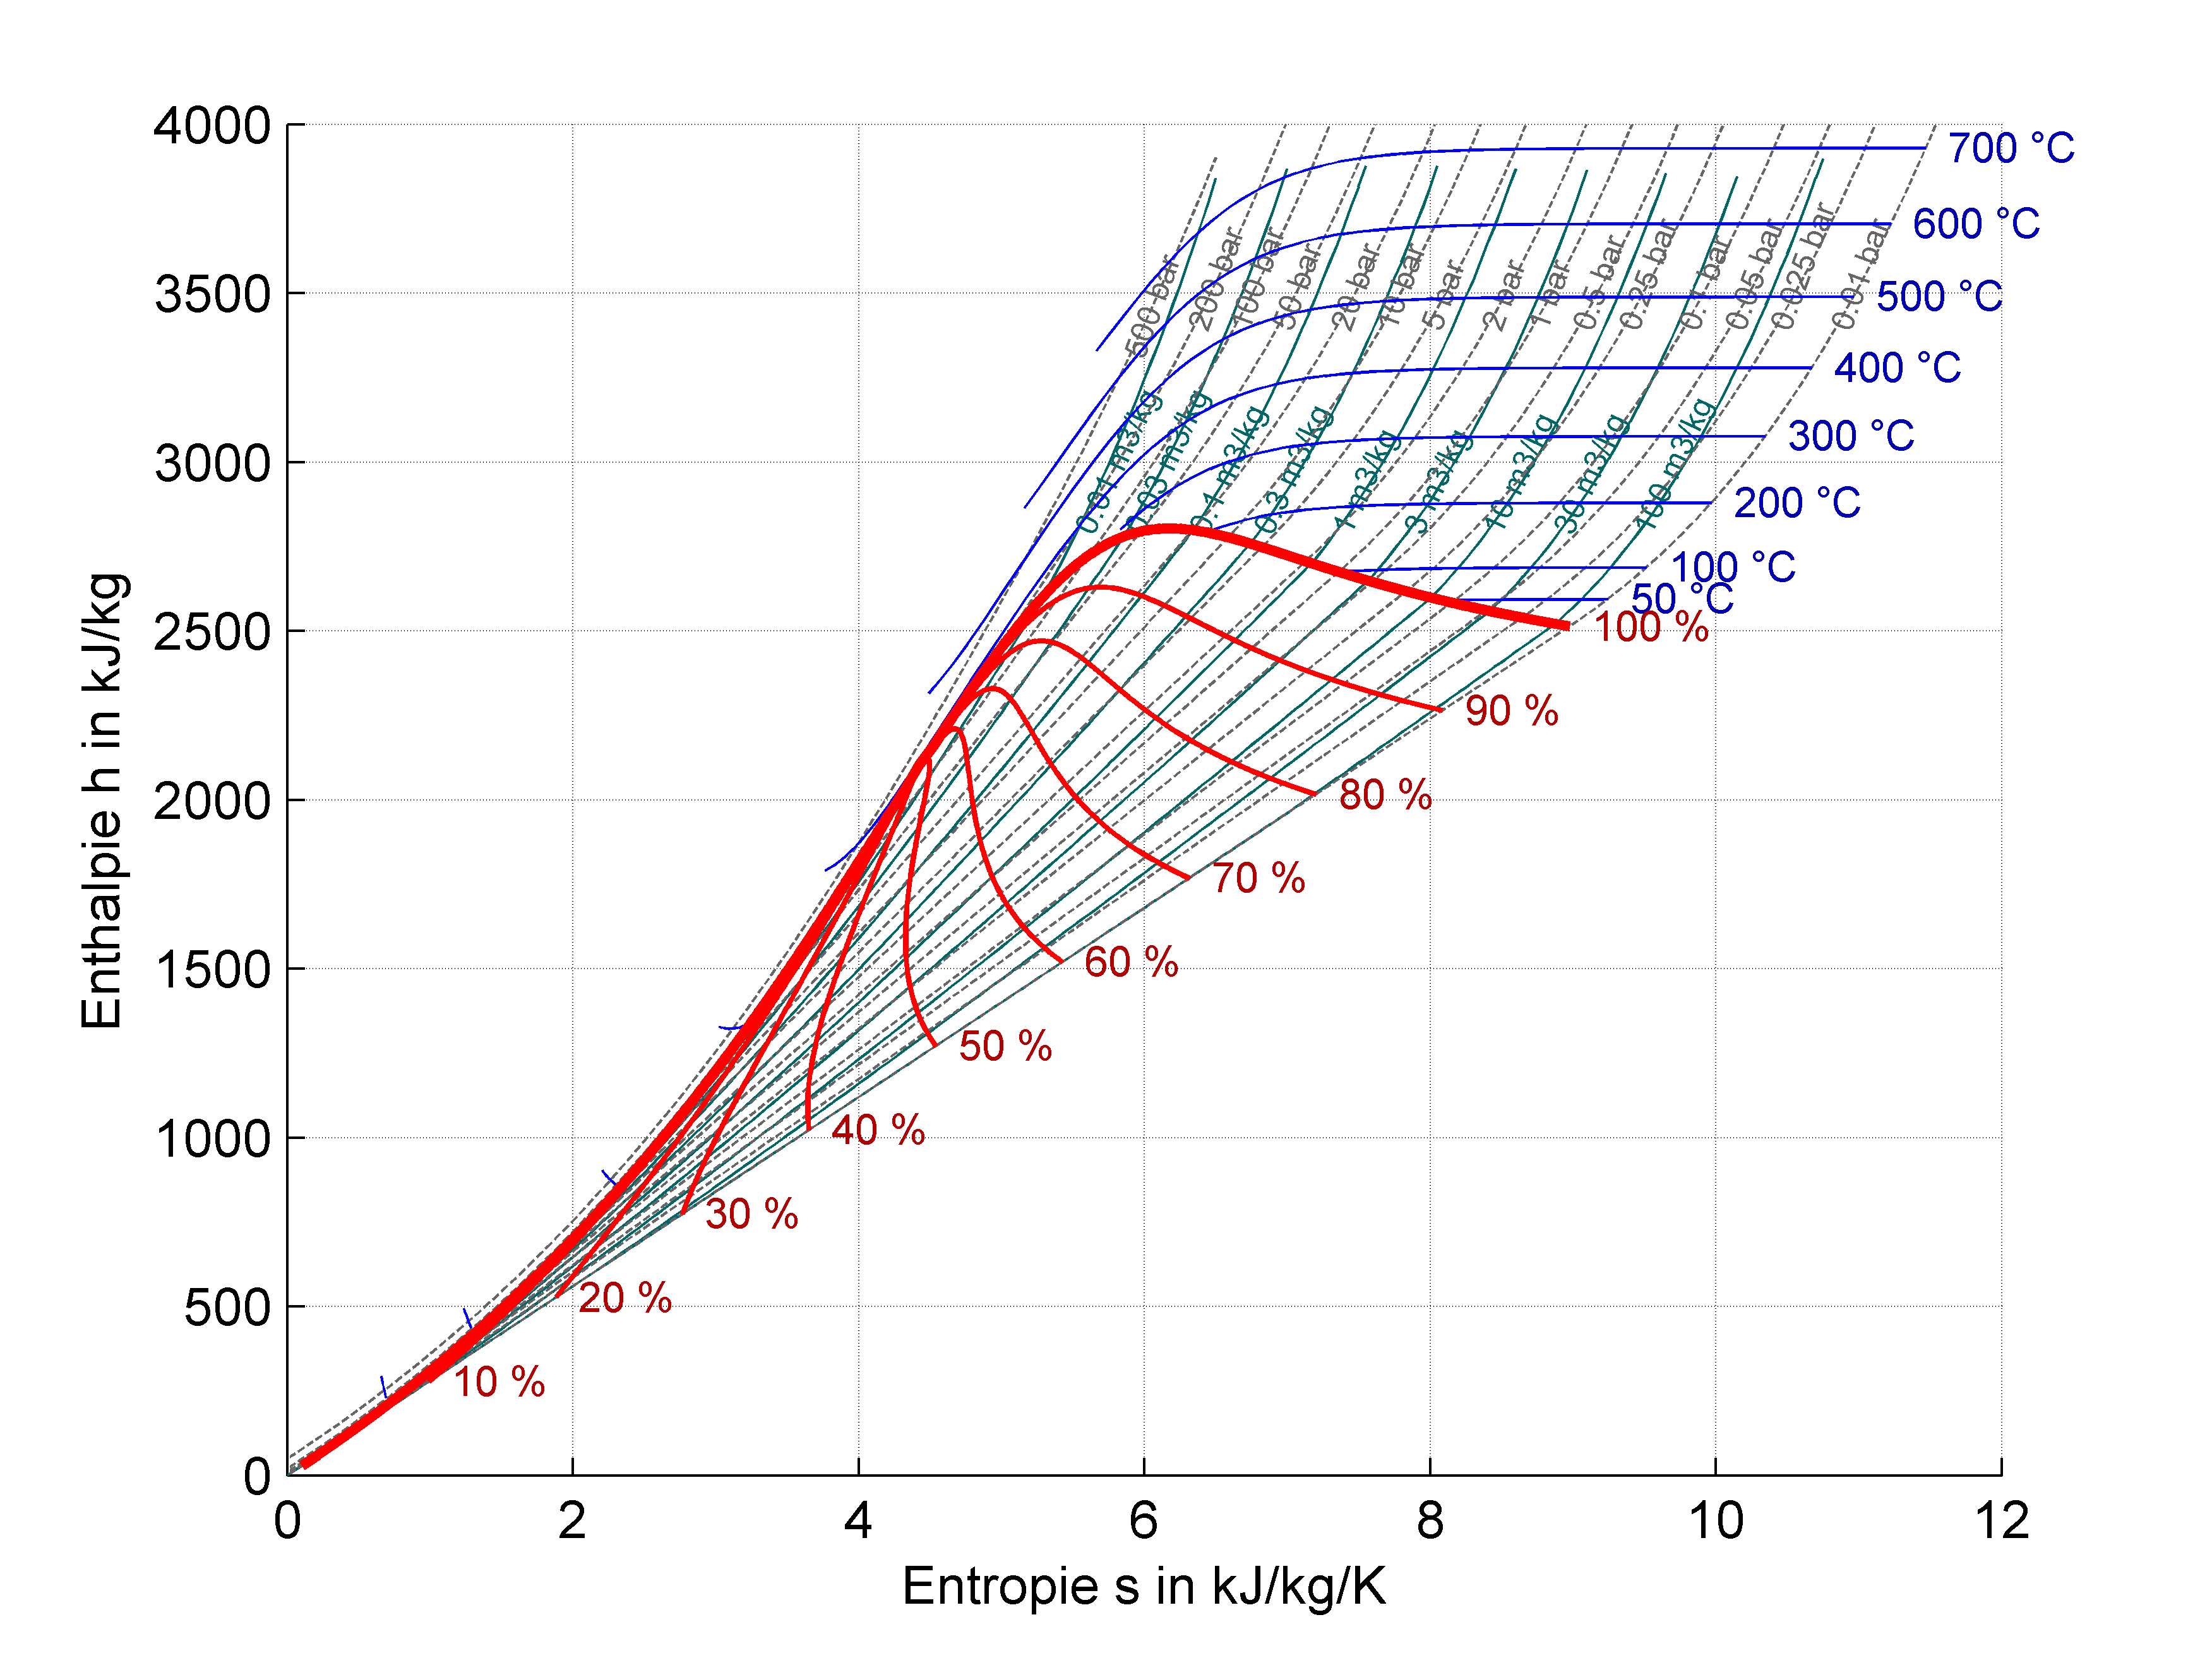 4000
3500
3000
2500
2000
1500
1000
500
0
Enthalpie h in kJ/kg
0
2
4
6
8
10
12
Entropie s in kJ/kg/K
700 °C
600 °C
500 °C
400 °C
300 °C
200 °C
100 °C
50 °C
500 bar
200 bar
100 bar
50 bar
20 bar
10 bar
5 bar
2 bar
1 bar
0.5 bar
0.25 bar
0.1 bar
0.05 bar
0.025 bar
0.01 bar
0.01 m3/kg
0.03 m3/kg
0.1 m3/kg
0.3 m3/kg
1 m3/kg
3 m3/kg
10 m3/kg
30 m3/kg
100 m3/kg
100 %
90 %
80 %
70 %
60 %
50 %
40 %
30 %
20 %
10 %